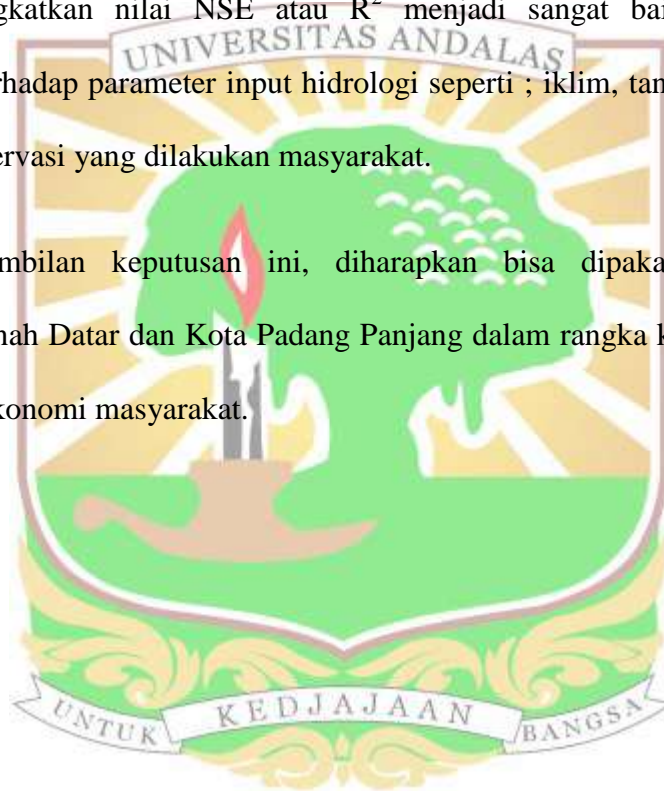 gkatkan nilai NSE atau R² menjadi sangat bai
UNIVERSITAS ANDALAS
rhadap parameter input hidrologi seperti ; iklim, tan
ervasi yang dilakukan masyarakat.
mbilan keputusan ini, diharapkan bisa dipaka
nah Datar dan Kota Padang Panjang dalam rangka k
konomi masyarakat.
UNTUK KEDJAJAAN BANGSA